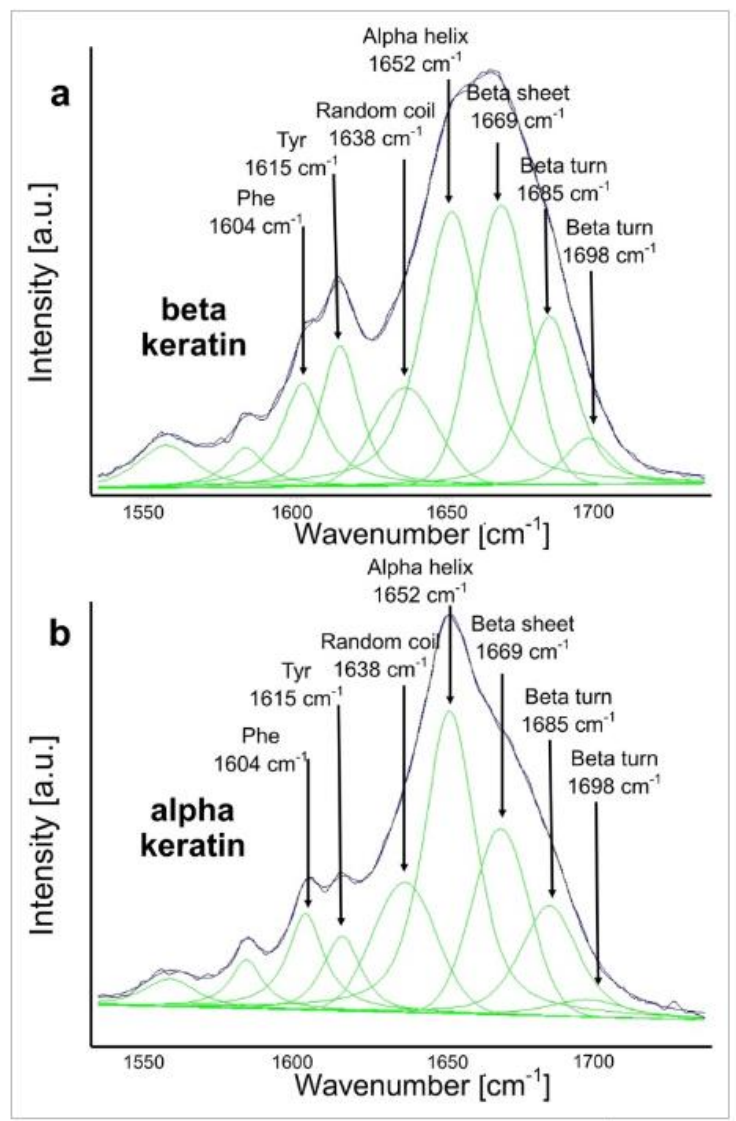 a
Alpha helix
1652 cm⁻¹
Beta sheet
1669 cm⁻¹
Random coil
1638 cm⁻¹
Tyr
1615 cm⁻¹
Beta turn
1685 cm⁻¹
Phe
1604 cm⁻¹
Beta turn
1698 cm⁻¹
beta
keratin
Intensity [a.u.]
1550 1600 1650 1700
Wavenumber [cm⁻¹]
b
Alpha helix
1652 cm⁻¹
Beta sheet
1669 cm⁻¹
Random coil
1638 cm⁻¹
Tyr
1615 cm⁻¹
Beta turn
1685 cm⁻¹
Phe
1604 cm⁻¹
Beta turn
1698 cm⁻¹
alpha
keratin
Intensity [a.u.]
1550 1600 1650 1700
Wavenumber [cm⁻¹]